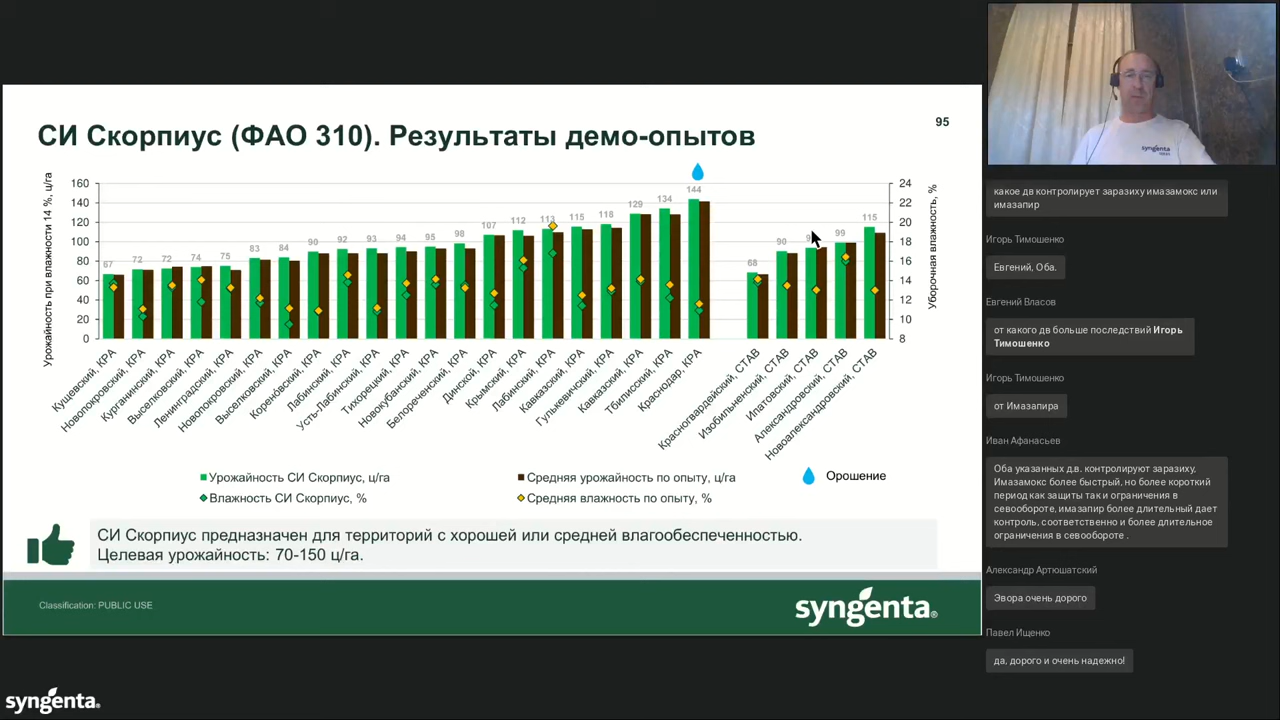 СИ Скорпиус (ФАО 310). Результаты демо-опытов
95
Урожайность при влажности 14 %, ц/га
160
140
120
100
80
60
40
20
0
24
22
20
18
16
14
12
10
8
Уборочная влажность, %
67
72
72
74
75
83
84
90
92
93
94
95
98
107
112
113
115
118
129
134
144
68
90
99
115
Кущевский, КРА
Новопокровский, КРА
Курганинский, КРА
Выселковский, КРА
Ленинградский, КРА
Новопокровский, КРА
Выселковский, КРА
Кореновский, КРА
Лабинский, КРА
Усть-Лабинский, КРА
Тихорецкий, КРА
Новокубанский, КРА
Белореченский, КРА
Динской, КРА
Крымский, КРА
Лабинский, КРА
Кавказский, КРА
Гулькевичский, КРА
Кавказский, КРА
Тбилисский, КРА
Краснодар, КРА
Красногвардейский, СТАВ
Изобильненский, СТАВ
Ипатовский, СТАВ
Александровский, СТАВ
Новоалександровский, СТАВ
Урожайность СИ Скорпиус, ц/га
Средняя урожайность по опыту, ц/га
Орошение
Влажность СИ Скорпиус, %
Средняя влажность по опыту, %
СИ Скорпиус предназначен для территорий с хорошей или средней влагообеспеченностью.
Целевая урожайность: 70-150 ц/га.
Classification: PUBLIC USE
syngenta®
syngenta.
syngenta
какое дв контролирует заразиху имазамокс или
имазапир
Игорь Тимошенко
Евгений, Оба.
Евгений Власов
от какого дв больше последствий Игорь
Тимошенко
Игорь Тимошенко
от Имазапира
Иван Афанасьев
Оба указанных д.в. контролируют заразиху,
Имазамокс более быстрый, но более короткий
период как защиты так и ограничения в
севообороте, имазапир более длительный дает
контроль, соответственно и более длительное
ограничения в севообороте .
Александр Артюшатский
Эвора очень дорого
Павел Ищенко
да, дорого и очень надежно!